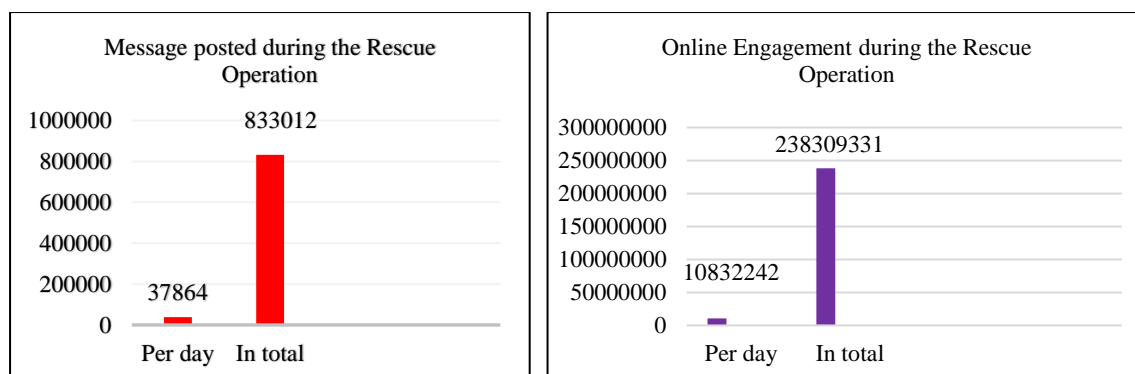 Message posted during the Rescue
Operation
1000000
800000
600000
400000
200000
0
833012
37864
Per day
In total
Online Engagement during the Rescue
Operation
300000000
250000000
200000000
150000000
100000000
50000000
0
238309331
10832242
Per day
In total